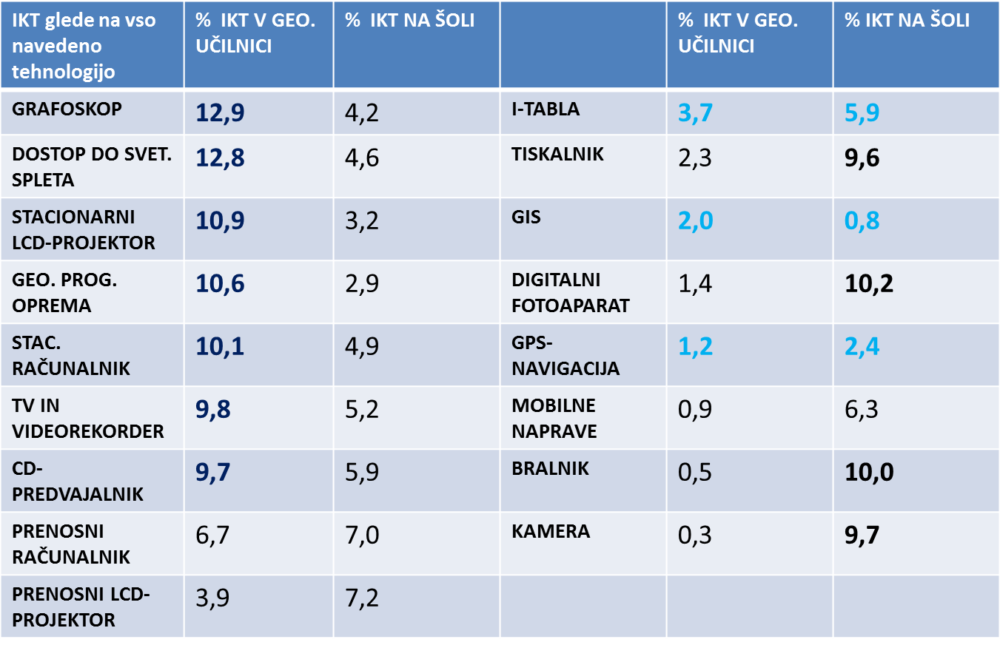 IKT glede na vso
navedeno
tehnologijo
% IKT V GEO.
UČILNICI
% IKT NA ŠOLI
% IKT V GEO.
UČILNICI
% IKT NA ŠOLI
GRAFOSKOP
12,9
4,2
I-TABLA
3,7
5,9
DOSTOP DO SVET.
SPLETA
12,8
4,6
TISKALNIK
2,3
9,6
STACIONARNI
LCD-PROJEKTOR
10,9
3,2
GIS
2,0
0,8
GEO. PROG.
OPREMA
10,6
2,9
DIGITALNI
FOTOAPARAT
1,4
10,2
STAC.
RAČUNALNIK
10,1
4,9
GPS-
NAVIGACIJA
1,2
2,4
TV IN
VIDEOREKORDER
9,8
5,2
MOBILNE
NAPRAVE
0,9
6,3
CD-
PREDVAJALNIK
9,7
5,9
BRALNIK
0,5
10,0
PRENOSNI
RAČUNALNIK
6,7
7,0
KAMERA
0,3
9,7
PRENOSNI LCD-
PROJEKTOR
3,9
7,2